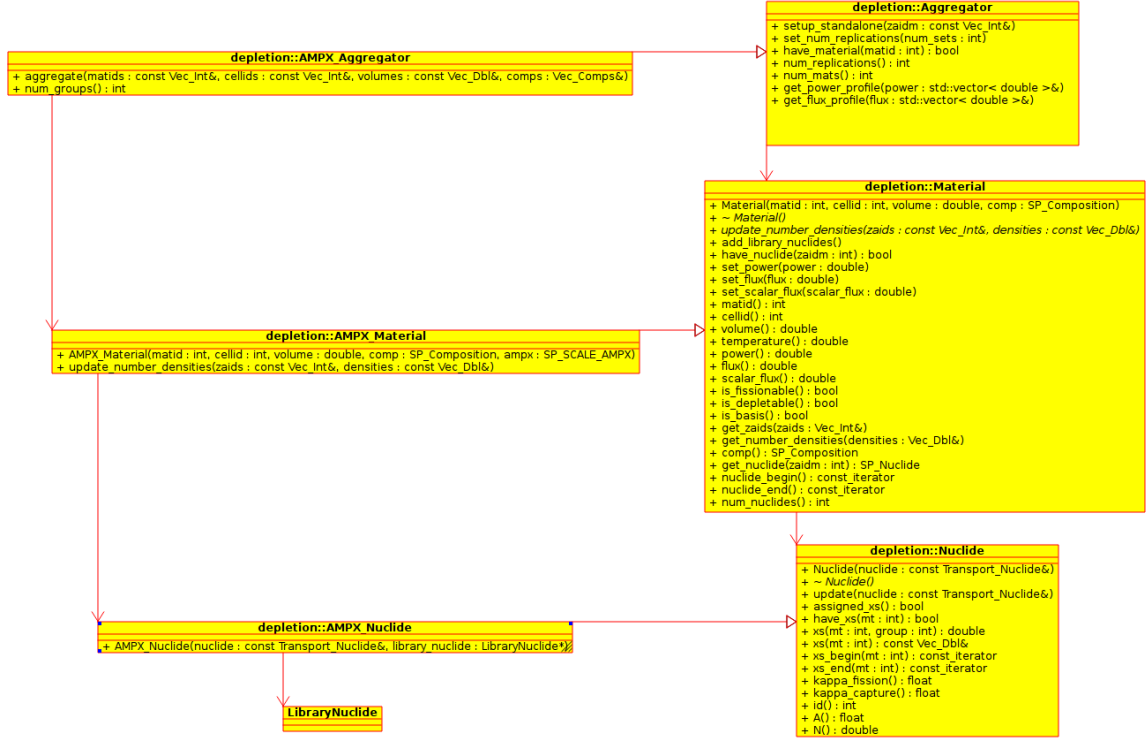 depletion::Aggregator
+ setup_standalone(zaidm : const Vec_Int&)
+ set_num_replications(num_sets : int)
+ have_material(matid : int) : bool
+ num_replications() : int
+ num_mats() : int
+ get_power_profile(power : std::vector< double >&)
+ get_flux_profile(flux : std::vector< double >&)
depletion::AMPX_Aggregator
+ aggregate(matids : const Vec_Int&, cellids : const Vec_Int&, volumes : const Vec_Dbl&, comps : Vec_Comps&)
+ num_groups() : int
depletion::Material
+ Material(matid : int, cellid : int, volume : double, comp : SP_Composition)
+ ~ Material()
+ update_number_densities(zaids : const Vec_Int&, densities : const Vec_Dbl&)
+ add_library_nuclides()
+ have_nuclide(zaidm : int) : bool
+ set_power(power : double)
+ set_flux(flux : double)
+ set_scalar_flux(scalar_flux : double)
+ matid() : int
+ cellid() : int
+ volume() : double
+ temperature() : double
+ power() : double
+ flux() : double
+ scalar_flux() : double
+ is_fissionable() : bool
+ is_depletable() : bool
+ is_basis() : bool
+ get_zaids(zaids : Vec_Int&)
+ get_number_densities(densities : Vec_Dbl&)
+ comp() : SP_Composition
+ get_nuclide(zaidm : int) : SP_Nuclide
+ nuclide_begin() : const_iterator
+ nuclide_end() : const_iterator
+ num_nuclides() : int
depletion::AMPX_Material
+ AMPX_Material(matid : int, cellid : int, volume : double, comp : SP_Composition, ampx : SP_SCALE_AMPX)
+ update_number_densities(zaids : const Vec_Int&, densities : const Vec_Dbl&)
depletion::Nuclide
+ Nuclide(nuclide : const Transport_Nuclide&)
+ ~ Nuclide()
+ update(nuclide : const Transport_Nuclide&)
+ assigned_xs() : bool
+ have_xs(mt : int) : bool
+ xs(mt : int, group : int) : double
+ xs(mt : int) : const Vec_Dbl&
+ xs_begin(mt : int) : const_iterator
+ xs_end(mt : int) : const_iterator
+ kappa_fission() : float
+ kappa_capture() : float
+ id() : int
+ A() : float
+ N() : double
depletion::AMPX_Nuclide
+ AMPX_Nuclide(nuclide : const Transport_Nuclide&, library_nuclide : LibraryNuclide*)
LibraryNuclide